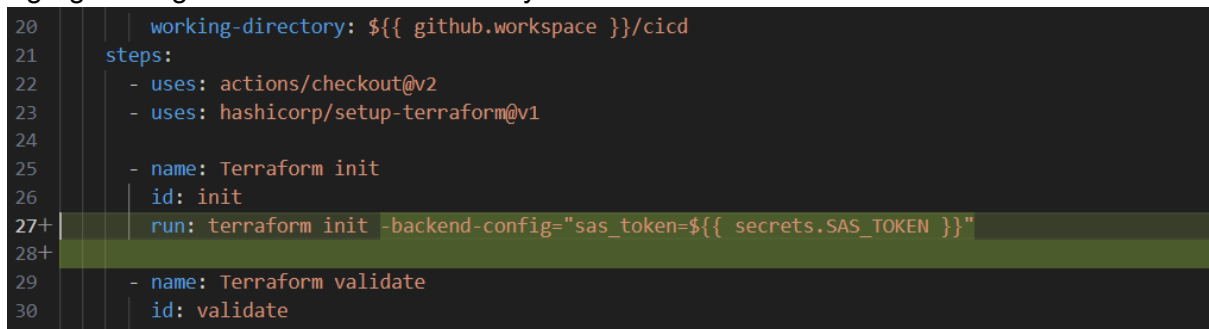 20 working-directory: ${{ github.workspace }}/cicd
21 steps:
22 - uses: actions/checkout@v2
23 - uses: hashicorp/setup-terraform@v1
24
25 - name: Terraform init
26 id: init
27+ run: terraform init -backend-config="sas_token=${{ secrets.SAS_TOKEN }}"
28+
29 - name: Terraform validate
30 id: validate